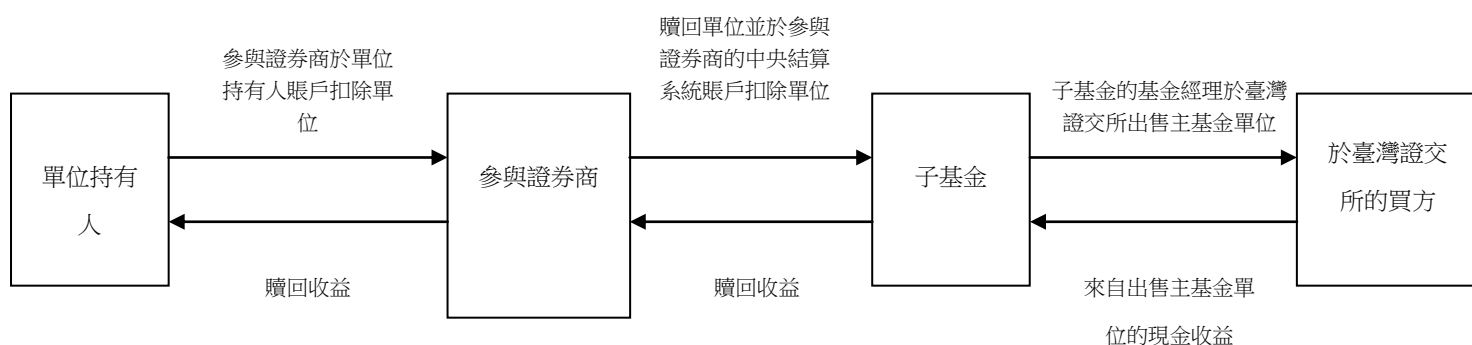 參與證券商於單位
持有人賬戶扣除單
位
贖回單位並於參與
證券商的中央結算
系統賬戶扣除單位
子基金的基金經理於臺灣
證交所出售主基金單位
單位持有
人
參與證券商
子基金
於臺灣證交
所的買方
贖回收益
贖回收益
來自出售主基金單
位的現金收益